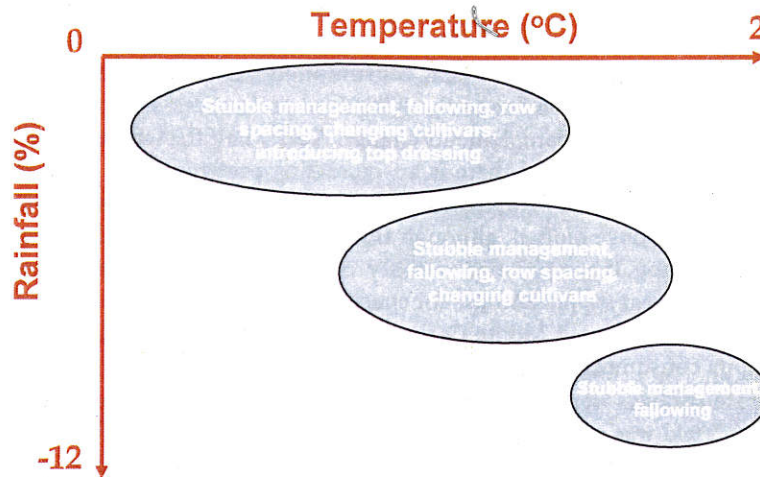 Temperature (°C)
0
2
Rainfall (%)
Stubble management, fallowing, row
spacing, changing cultivars,
introducing top dressing
Stubble management,
fallowing, row spacing,
changing cultivars
Stubble management,
fallowing
-12